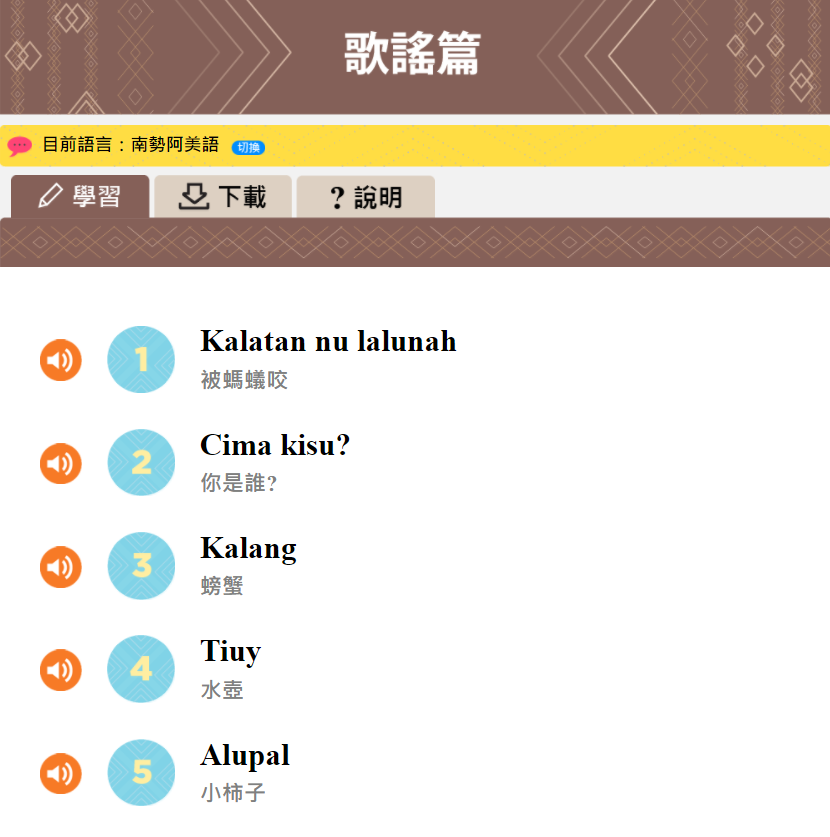 歌謠篇
目前語言：南勢阿美語 切換
學習 下載 ? 說明
1 Kalatan nu lalunah
被螞蟻咬
2 Cima kisu?
你是誰?
3 Kalang
螃蟹
4 Tiuy
水壺
5 Alupal
小柿子